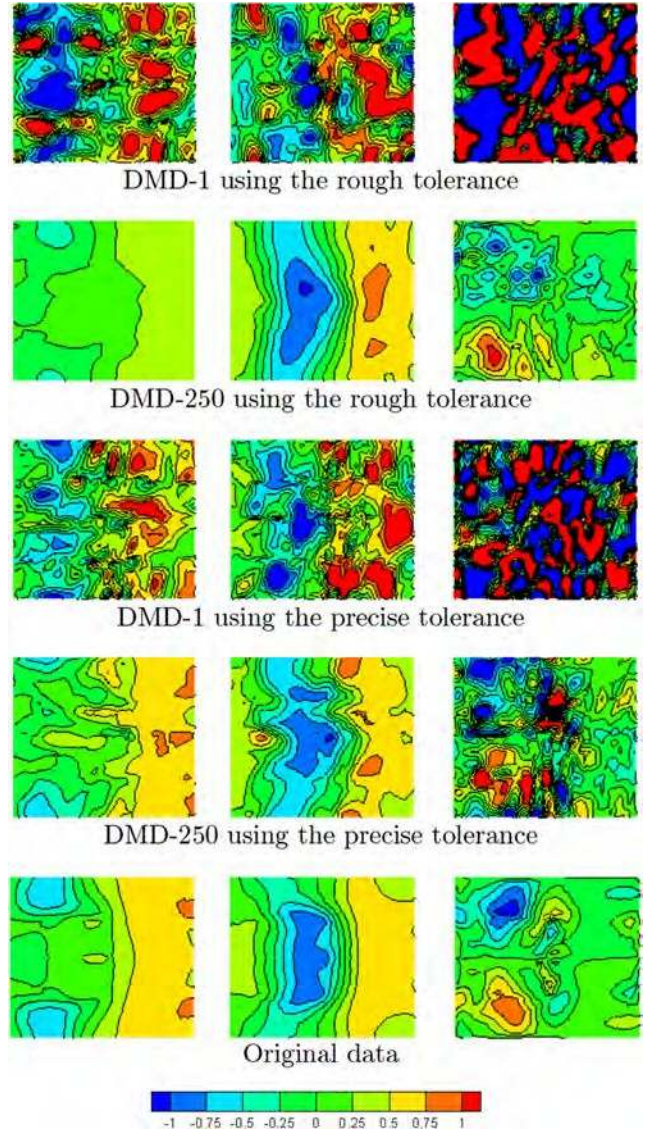 DMD-1 using the rough tolerance
DMD-250 using the rough tolerance
DMD-1 using the precise tolerance
DMD-250 using the precise tolerance
Original data
-1 -0.75 -0.5 -0.25 0 0.25 0.5 0.75 1